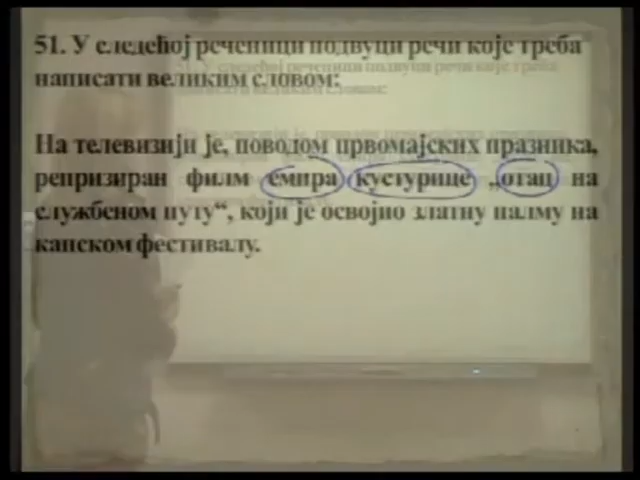 51. У следећој реченици подвуци речи које треба
написати великим словом:
На телевизији је, поводом првомајских празника,
репризиран филм емира кустурице „отац на
службеном путу“, који је освојио златну палму на
канском фестивалу.